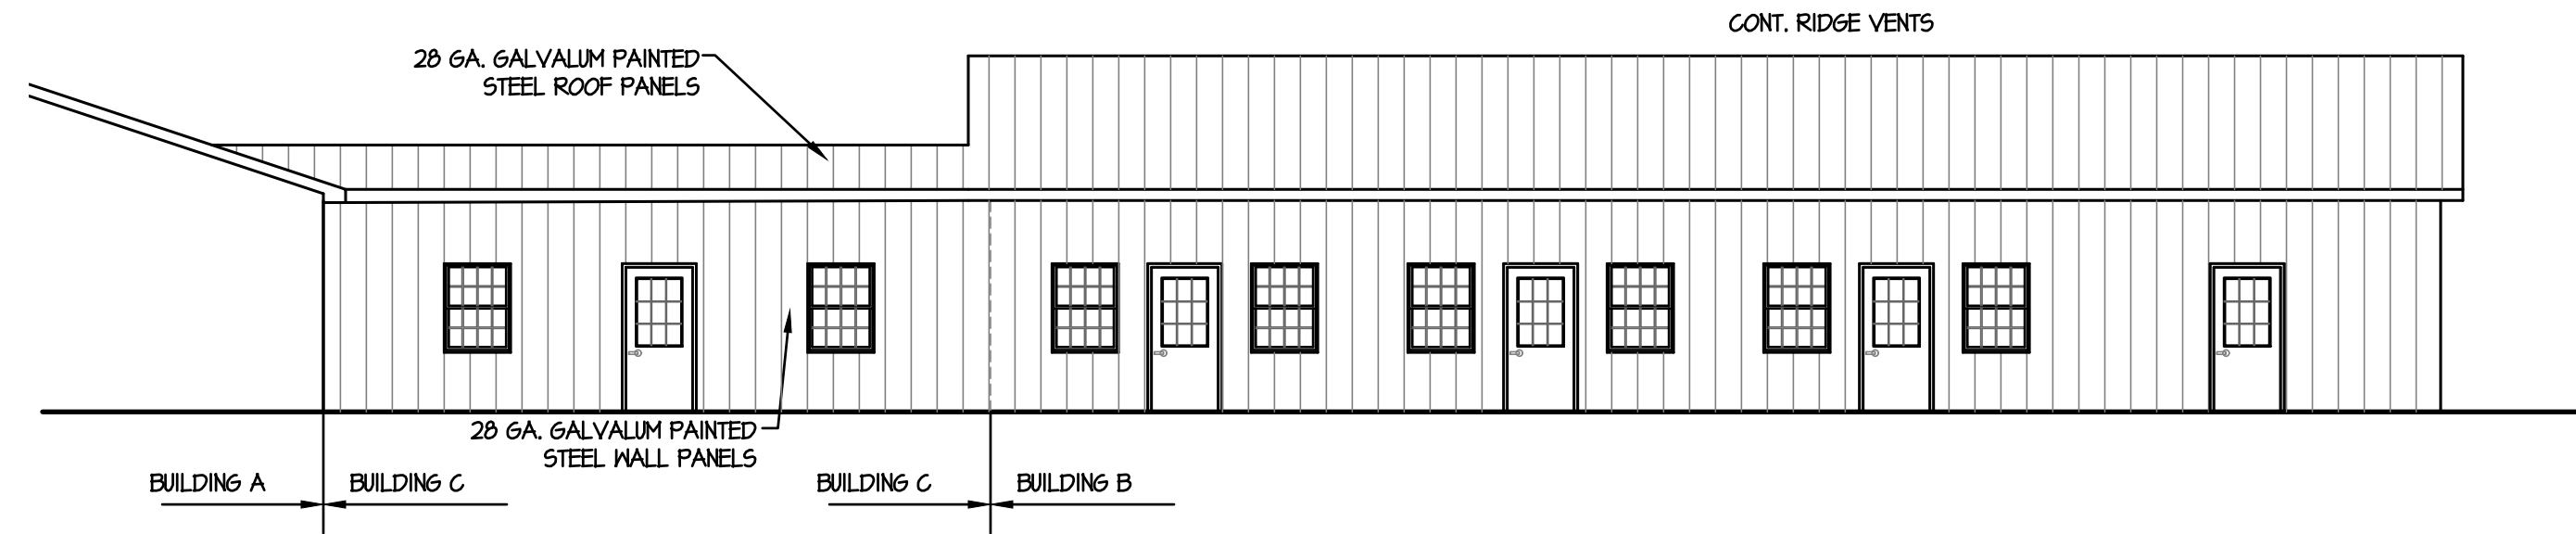 CONT. RIDGE VENTS
28 GA. GALVALUM PAINTED
STEEL ROOF PANELS
28 GA. GALVALUM PAINTED
STEEL WALL PANELS
BUILDING A
BUILDING C
BUILDING C
BUILDING B